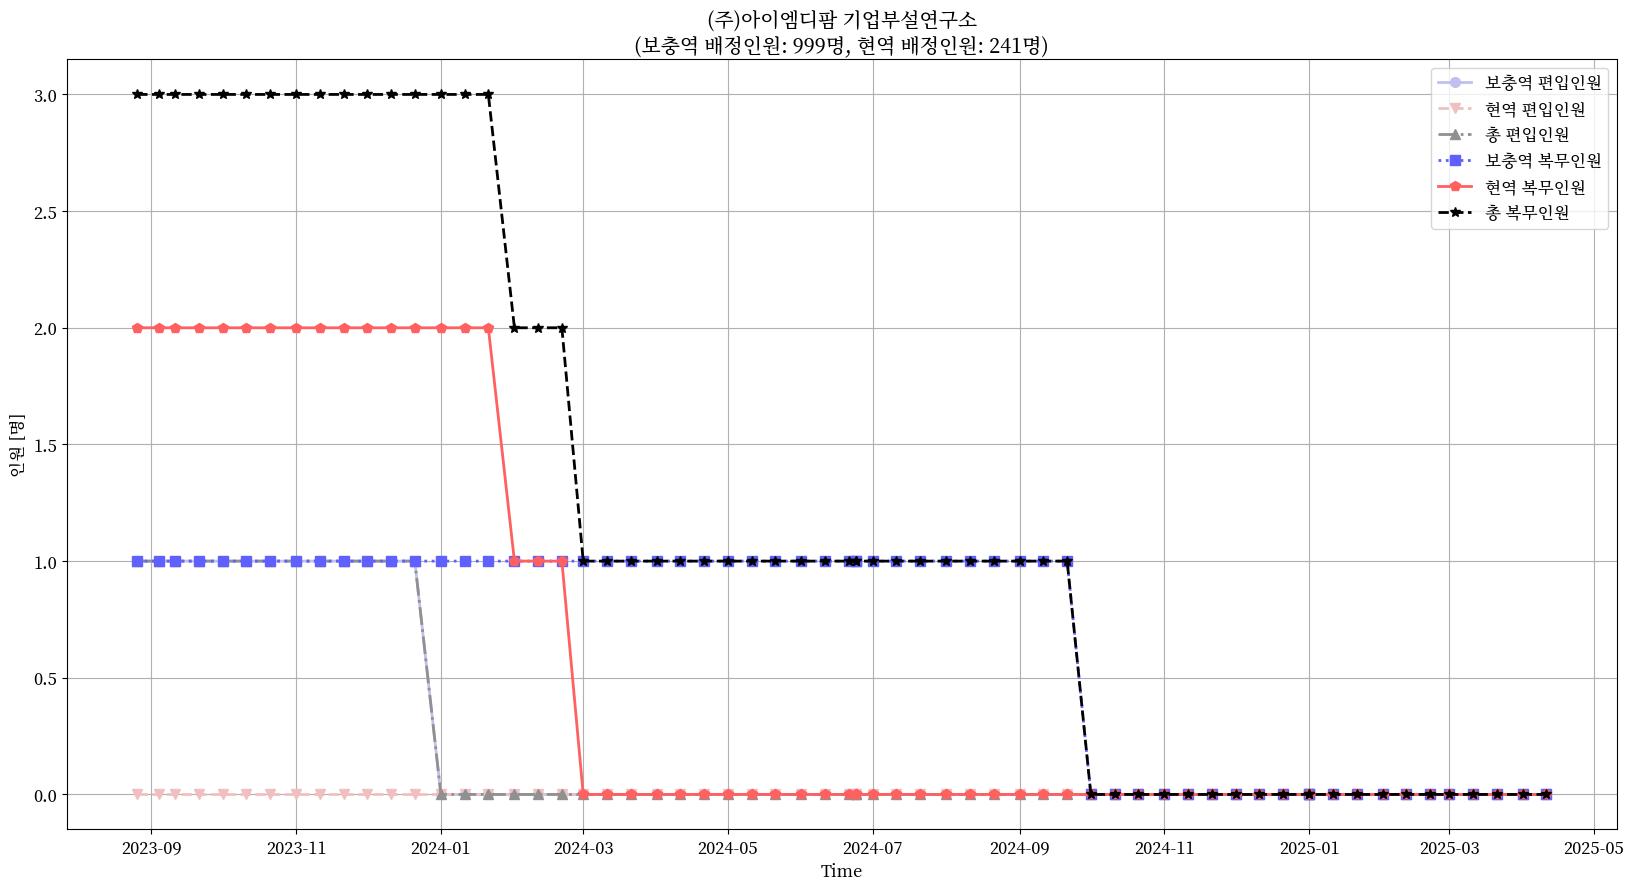 (주)아이엠디팜 기업부설연구소
(보충역 배정인원: 999명, 현역 배정인원: 241명)
보충역 편입인원
현역 편입인원
총 편입인원
보충역 복무인원
현역 복무인원
총 복무인원
인원 [명]
3.0
2.5
2.0
1.5
1.0
0.5
0.0
2023-09
2023-11
2024-01
2024-03
2024-05
2024-07
2024-09
2024-11
2025-01
2025-03
2025-05
Time